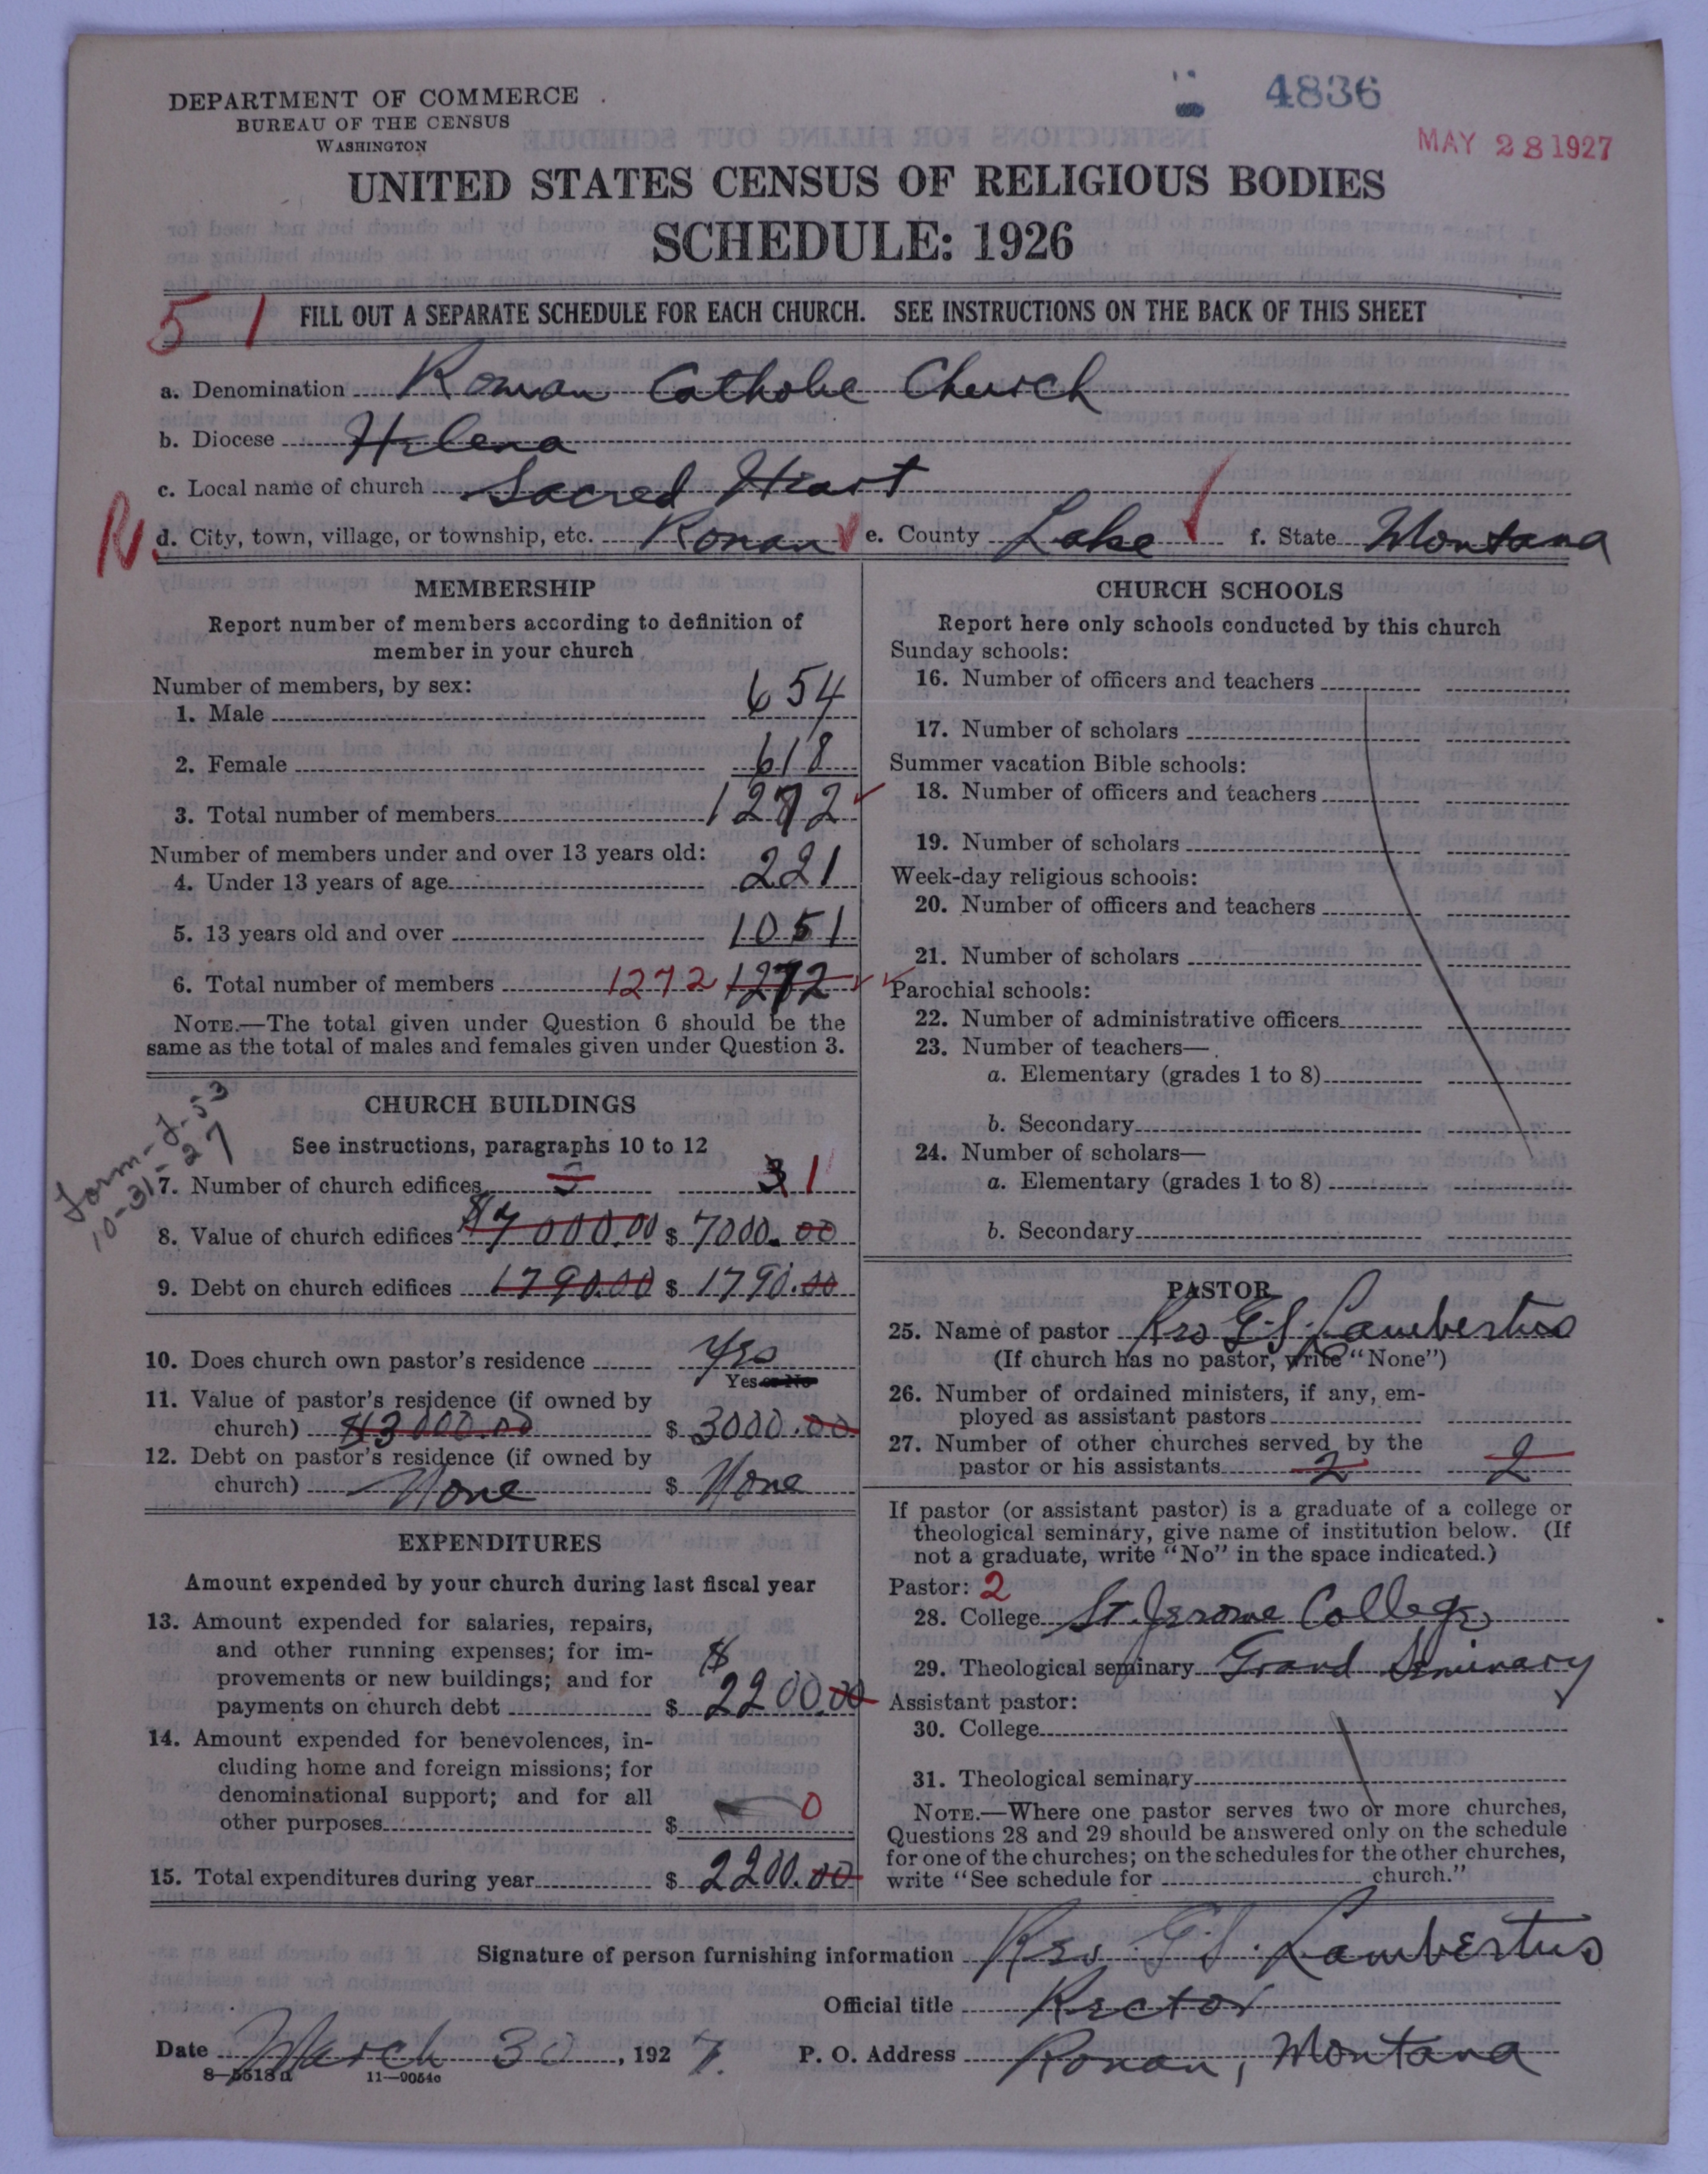 4836
DEPARTMENT OF COMMERCE
BUREAU OF THE CENSUS
WASHINGTON
MAY 28 1927
UNITED STATES CENSUS OF RELIGIOUS BODIES
SCHEDULE: 1926
5 1 FILL OUT A SEPARATE SCHEDULE FOR EACH CHURCH. SEE INSTRUCTIONS ON THE BACK OF THIS SHEET
a. Denomination Roman Catholic Church
b. Diocese Helena
c. Local name of church Sacred Heart
d. City, town, village, or township, etc. Ronan e. County Lake f. State Montana
MEMBERSHIP
Report number of members according to definition of
member in your church
Number of members, by sex:
1. Male 654
2. Female 618
3. Total number of members 1272
Number of members under and over 13 years old:
4. Under 13 years of age 221
5. 13 years old and over 1051
6. Total number of members 1272 1272
NOTE.—The total given under Question 6 should be the
same as the total of males and females given under Question 3.
CHURCH BUILDINGS
See instructions, paragraphs 10 to 12
Form-J-53
10-31-27
7. Number of church edifices 3 3 1
8. Value of church edifices $7000.00 $ 7000.00
9. Debt on church edifices 1790.00 $ 1790.00
10. Does church own pastor's residence Yes
Yes or No
11. Value of pastor's residence (if owned by
church) $3000.00 $ 3000.00
12. Debt on pastor's residence (if owned by
church) None $ None
EXPENDITURES
Amount expended by your church during last fiscal year
13. Amount expended for salaries, repairs,
and other running expenses; for im-
provements or new buildings; and for
payments on church debt $ $ 2200.00
14. Amount expended for benevolences, in-
cluding home and foreign missions; for
denominational support; and for all
other purposes $ 0
15. Total expenditures during year $ 2200.00
CHURCH SCHOOLS
Report here only schools conducted by this church
Sunday schools:
16. Number of officers and teachers
17. Number of scholars
Summer vacation Bible schools:
18. Number of officers and teachers
19. Number of scholars
Week-day religious schools:
20. Number of officers and teachers
21. Number of scholars
Parochial schools:
22. Number of administrative officers
23. Number of teachers—
a. Elementary (grades 1 to 8)
b. Secondary
24. Number of scholars—
a. Elementary (grades 1 to 8)
b. Secondary
PASTOR
25. Name of pastor Rev G. S. Lambertus
(If church has no pastor, write "None")
26. Number of ordained ministers, if any, em-
ployed as assistant pastors
27. Number of other churches served by the
pastor or his assistants 2 2
If pastor (or assistant pastor) is a graduate of a college or
theological seminary, give name of institution below. (If
not a graduate, write "No" in the space indicated.)
Pastor: 2
28. College St. Jerome College
29. Theological seminary Grand Seminary
Assistant pastor:
30. College
31. Theological seminary
NOTE.—Where one pastor serves two or more churches,
Questions 28 and 29 should be answered only on the schedule
for one of the churches; on the schedules for the other churches,
write "See schedule for church."
Signature of person furnishing information Rev. G. S. Lambertus
Official title Rector
Date March 30, 1927. P. O. Address Ronan, Montana
8—5518a 11—9054c